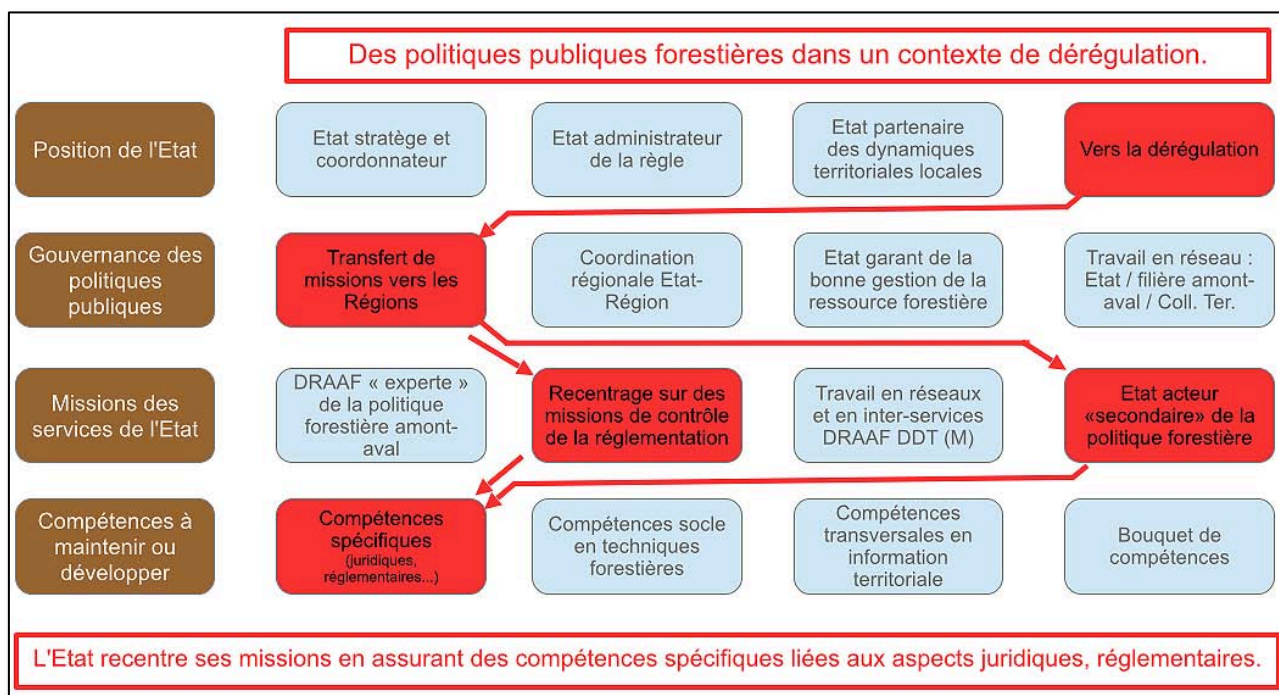 Des politiques publiques forestières dans un contexte de dérégulation.
Position de l'Etat
Etat stratège et
coordonnateur
Etat administrateur
de la règle
Etat partenaire
des dynamiques
territoriales locales
Vers la dérégulation
Gouvernance des
politiques
publiques
Transfert de
missions vers les
Régions
Coordination
régionale Etat-
Région
Etat garant de la
bonne gestion de la
ressource forestière
Travail en réseau :
Etat / filière amont-
aval / Coll. Ter.
Missions des
services de l'Etat
DRAAF « experte »
de la politique
forestière amont-
aval
Recentrage sur des
missions de contrôle
de la réglementation
Travail en réseaux
et en inter-services
DRAAF DDT (M)
Etat acteur
«secondaire» de la
politique forestière
Compétences à
maintenir ou
développer
Compétences
spécifiques
(juridiques,
réglementaires...)
Compétences socle
en techniques
forestières
Compétences
transversales en
information
territoriale
Bouquet de
compétences
L'Etat recentre ses missions en assurant des compétences spécifiques liées aux aspects juridiques, réglementaires.